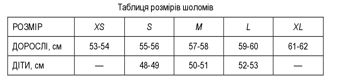 Таблиця розмірів шоломів
РОЗМІР XS S M L XL
ДОРОСЛІ, см 53-54 55-56 57-58 59-60 61-62
ДІТИ, см — 48-49 50-51 52-53 —